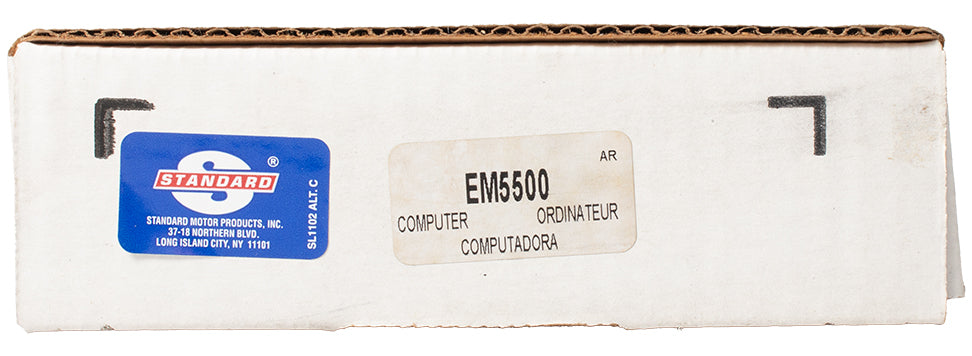 S
®
STANDARD
STANDARD MOTOR PRODUCTS, INC.
37-18 NORTHERN BLVD.
LONG ISLAND CITY, NY 11101
SL1102 ALT. C
AR
EM5500
COMPUTER ORDINATEUR
COMPUTADORA